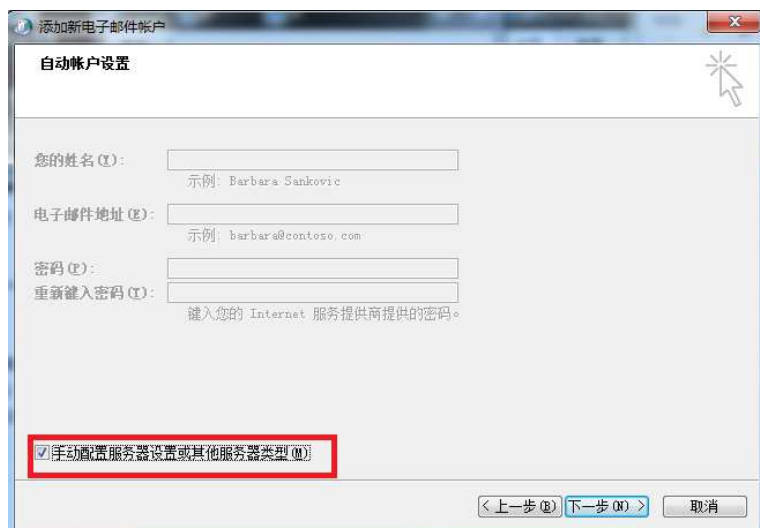 添加新电子邮件帐户
自动帐户设置
您的姓名(Y):
示例: Barbara Sankovic
电子邮件地址(E):
示例: barbara@contoso.com
密码(P):
重新键入密码(T):
键入您的 Internet 服务提供商提供的密码。
手动配置服务器设置或其他服务器类型(M)
< 上一步(B) 下一步(N) > 取消